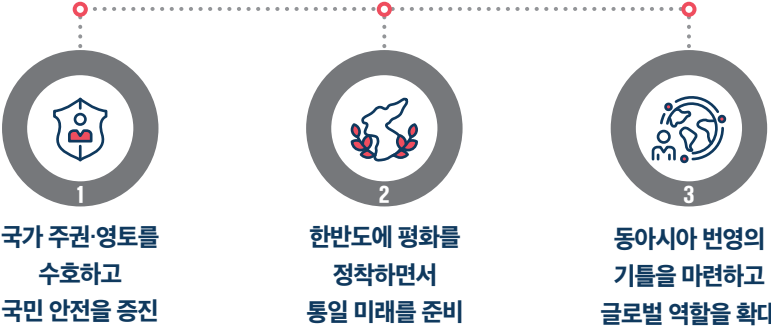 1
국가 주권·영토를
수호하고
국민 안전을 증진
2
한반도에 평화를
정착하면서
통일 미래를 준비
3
동아시아 번영의
기틀을 마련하고
글로벌 역할을 확대